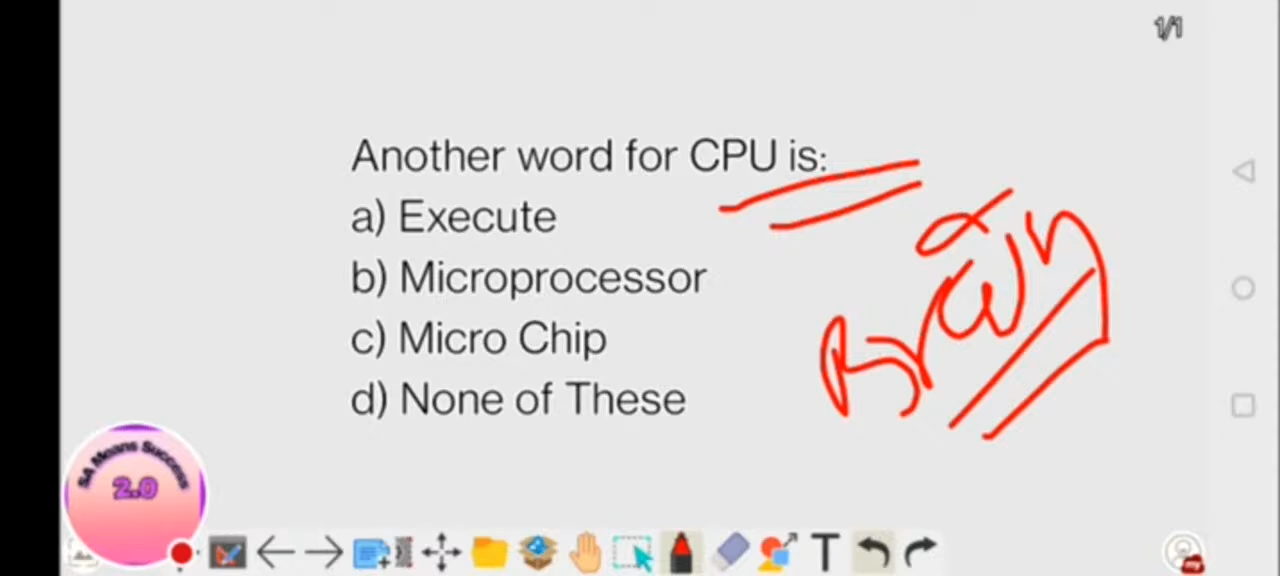 1/1
Another word for CPU is:
a) Execute
b) Microprocessor
c) Micro Chip
d) None of These
Brain
SA Means Success
2.0
T